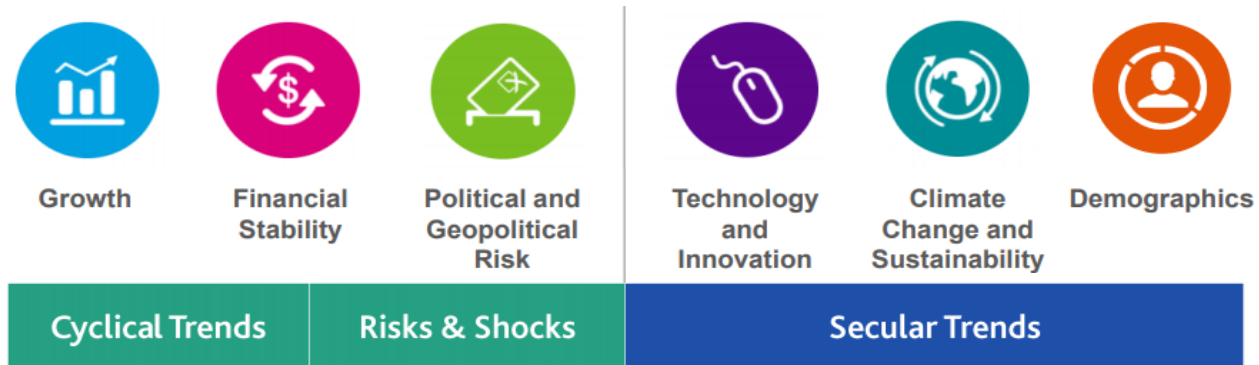 $
Growth
Financial
Stability
Political and
Geopolitical
Risk
Technology
and
Innovation
Climate
Change and
Sustainability
Demographics
Cyclical Trends
Risks & Shocks
Secular Trends